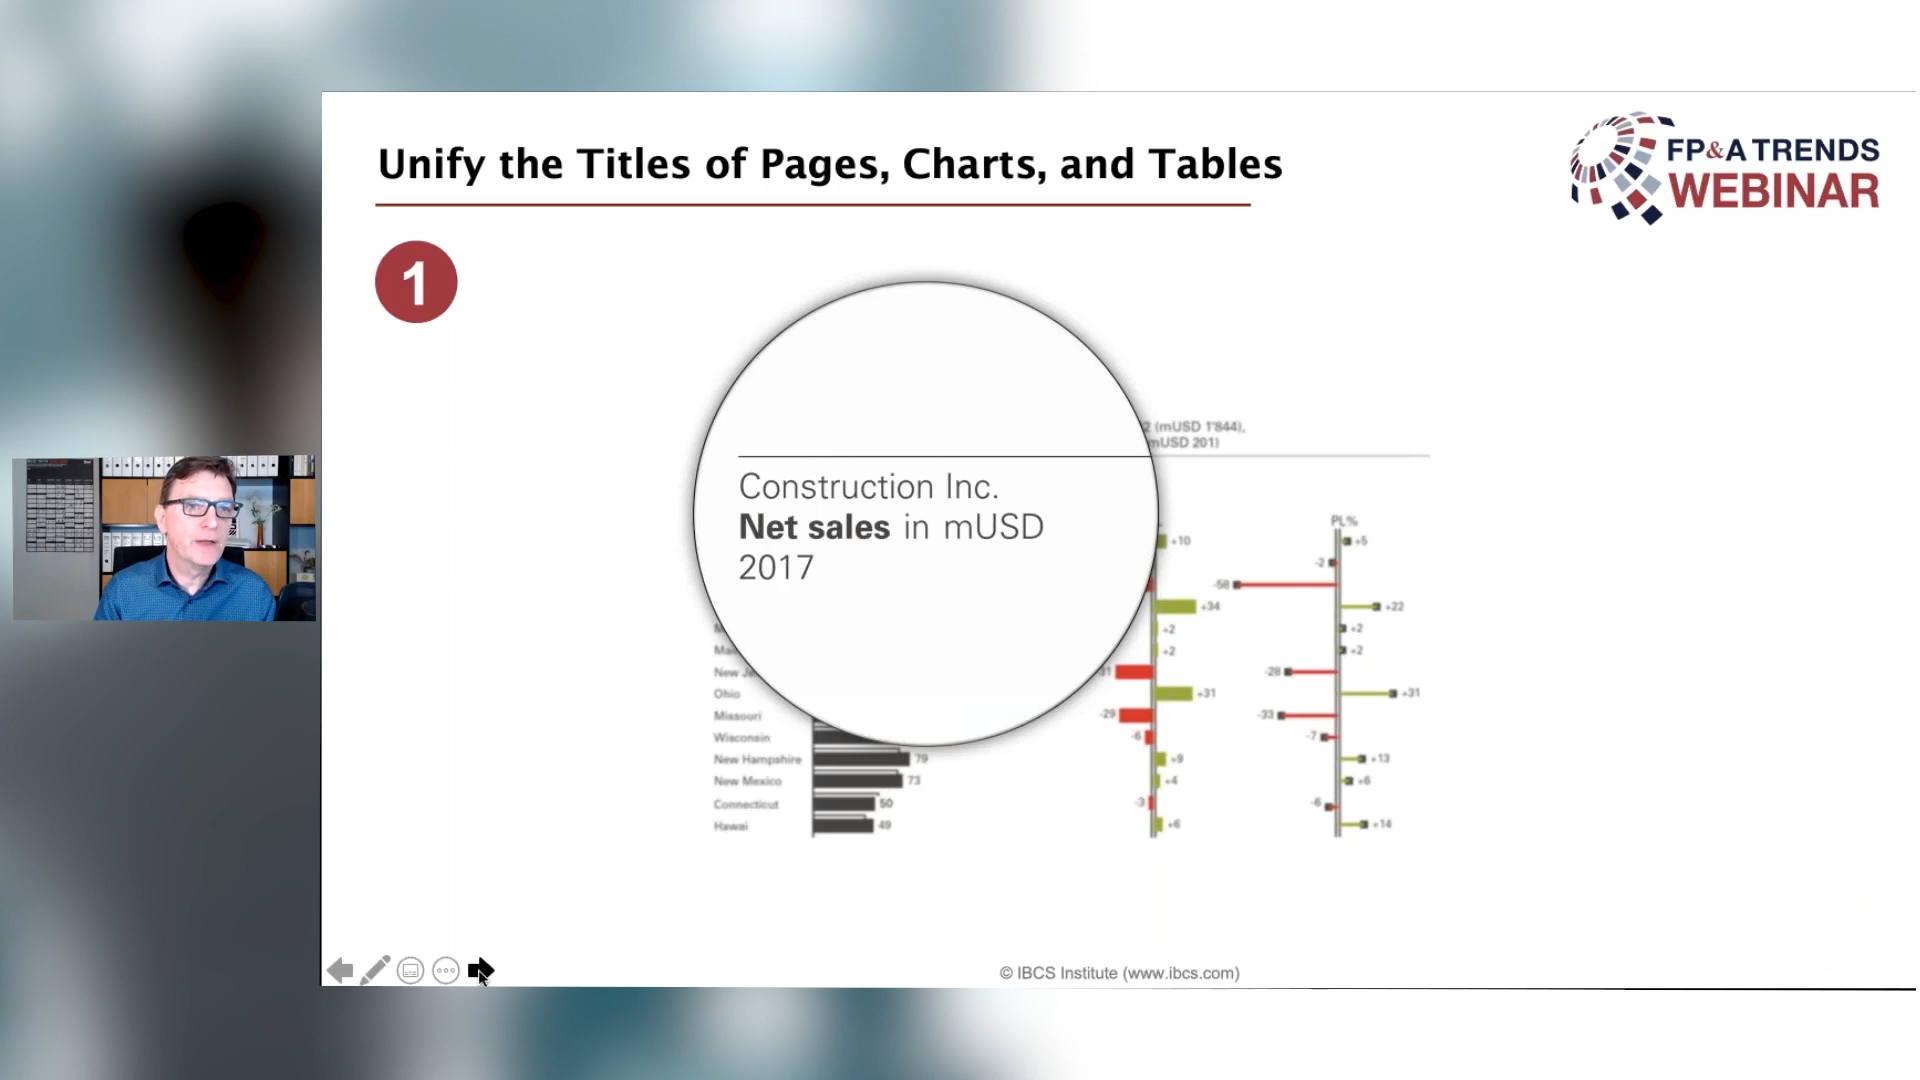 Unify the Titles of Pages, Charts, and Tables
FP&A TRENDS
WEBINAR
1
2 (mUSD 1'844),
mUSD 201)
Construction Inc.
Net sales in mUSD
2017
PL%
+10
+5
-2
-58
+34
+22
+2
+2
+2
+2
New Je
-28
Ohio
+31
+31
Missouri
-29
-33
Wisconsin
-6
-7
New Hampshire
79
+9
+13
New Mexico
73
+4
+6
Connecticut
50
-3
-6
Hawai
49
+6
+14
© IBCS Institute (www.ibcs.com)